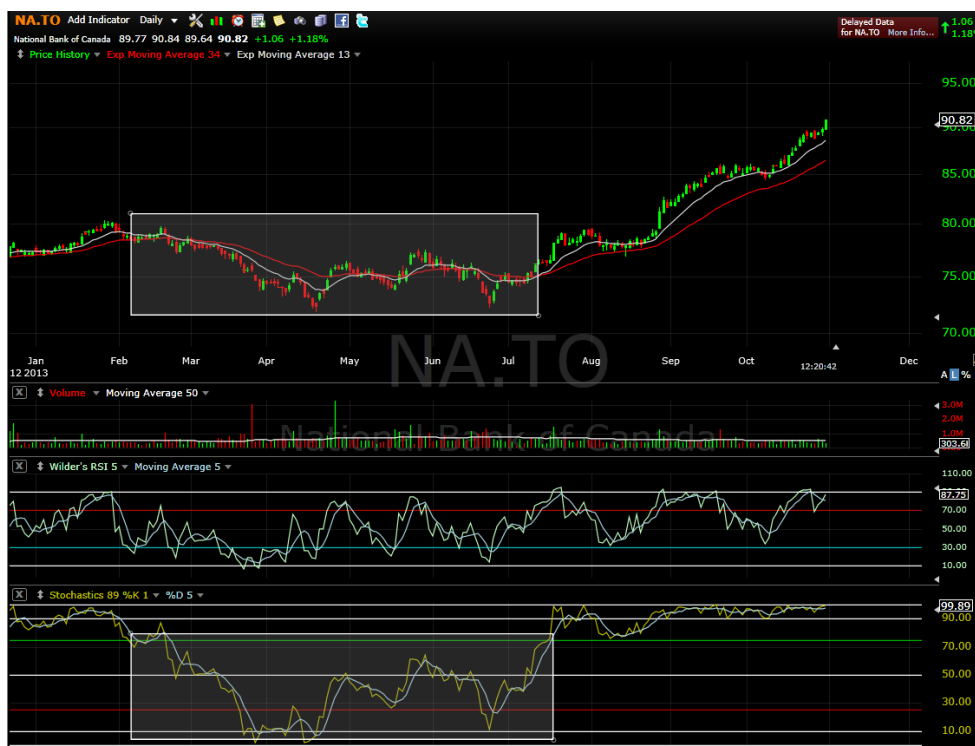 NA.TO Add Indicator Daily
Delayed Data
for NA.TO More Info...
1.06
1.18%
National Bank of Canada 89.77 90.84 89.64 90.82 +1.06 +1.18%
Price History Exp Moving Average 34 Exp Moving Average 13
95.00
90.82
90.00
85.00
80.00
75.00
70.00
NA.TO
Jan Feb Mar Apr May Jun Jul Aug Sep Oct Dec
12 2013
12:20:42
A L %
X Volume Moving Average 50
3.0M
2.0M
1.0M
303.6
National Bank of Canada
X Wilder's RSI 5 Moving Average 5
110.00
87.75
70.00
50.00
30.00
10.00
X Stochastics 89 %K 1 %D 5
99.89
90.00
70.00
50.00
30.00
10.00